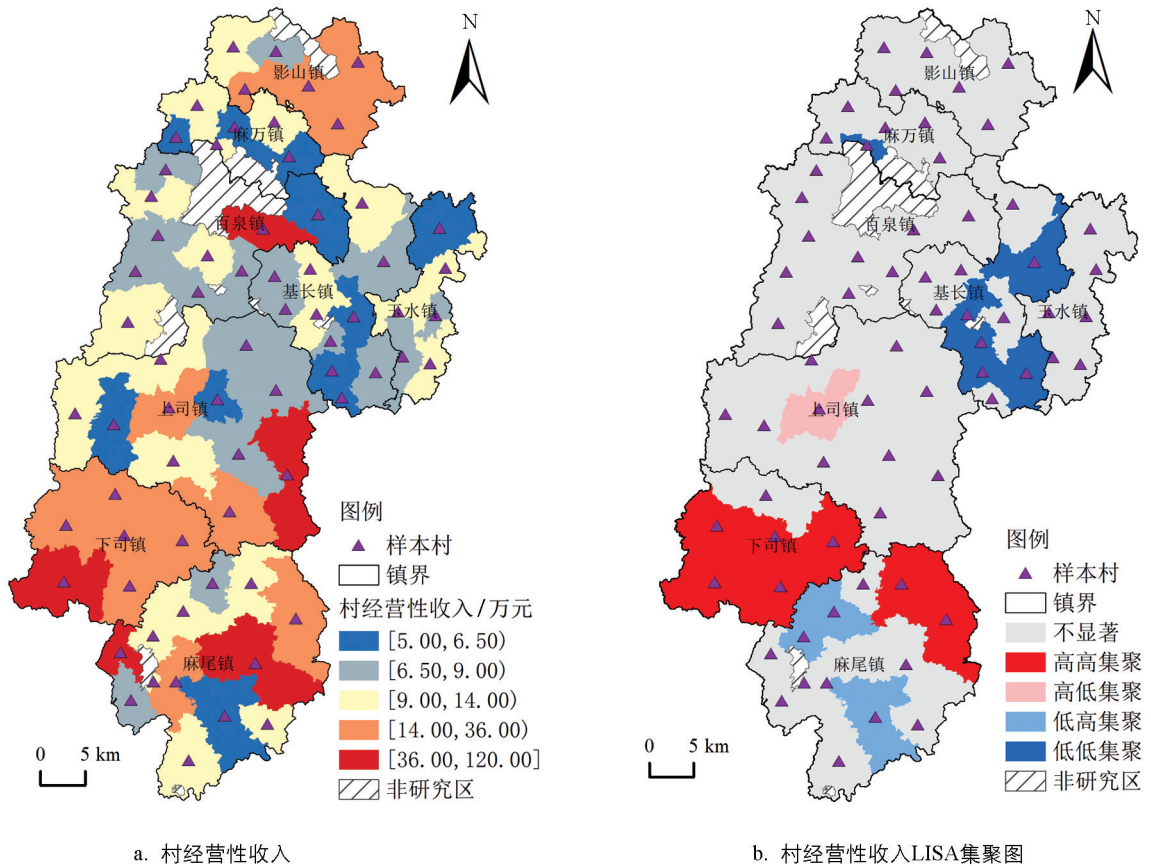 N
影山镇
麻万镇
百泉镇
基长镇
玉水镇
上司镇
下司镇
麻尾镇
图例
样本村
镇界
村经营性收入/万元
[5.00,6.50)
[6.50,9.00)
[9.00,14.00)
[14.00,36.00)
[36.00,120.00]
非研究区
0 5 km
a. 村经营性收入
N
影山镇
麻万镇
百泉镇
基长镇
玉水镇
上司镇
下司镇
麻尾镇
图例
样本村
镇界
不显著
高高集聚
高低集聚
低高集聚
低低集聚
非研究区
0 5 km
b. 村经营性收入LISA集聚图